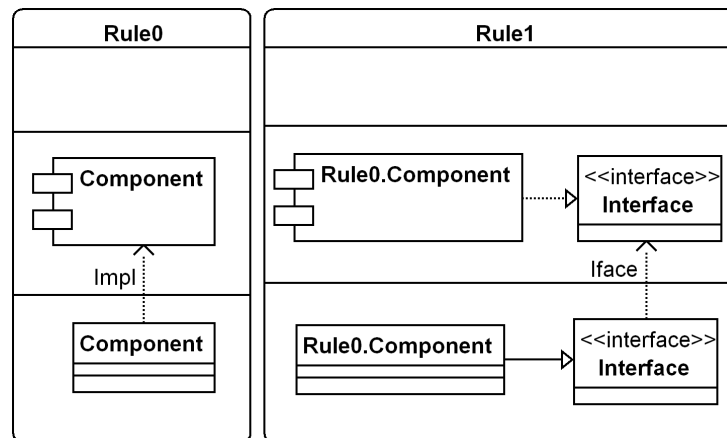 Rule0
Component
Impl
Component
Rule1
Rule0.Component
<<interface>>
Interface
Iface
Rule0.Component
<<interface>>
Interface